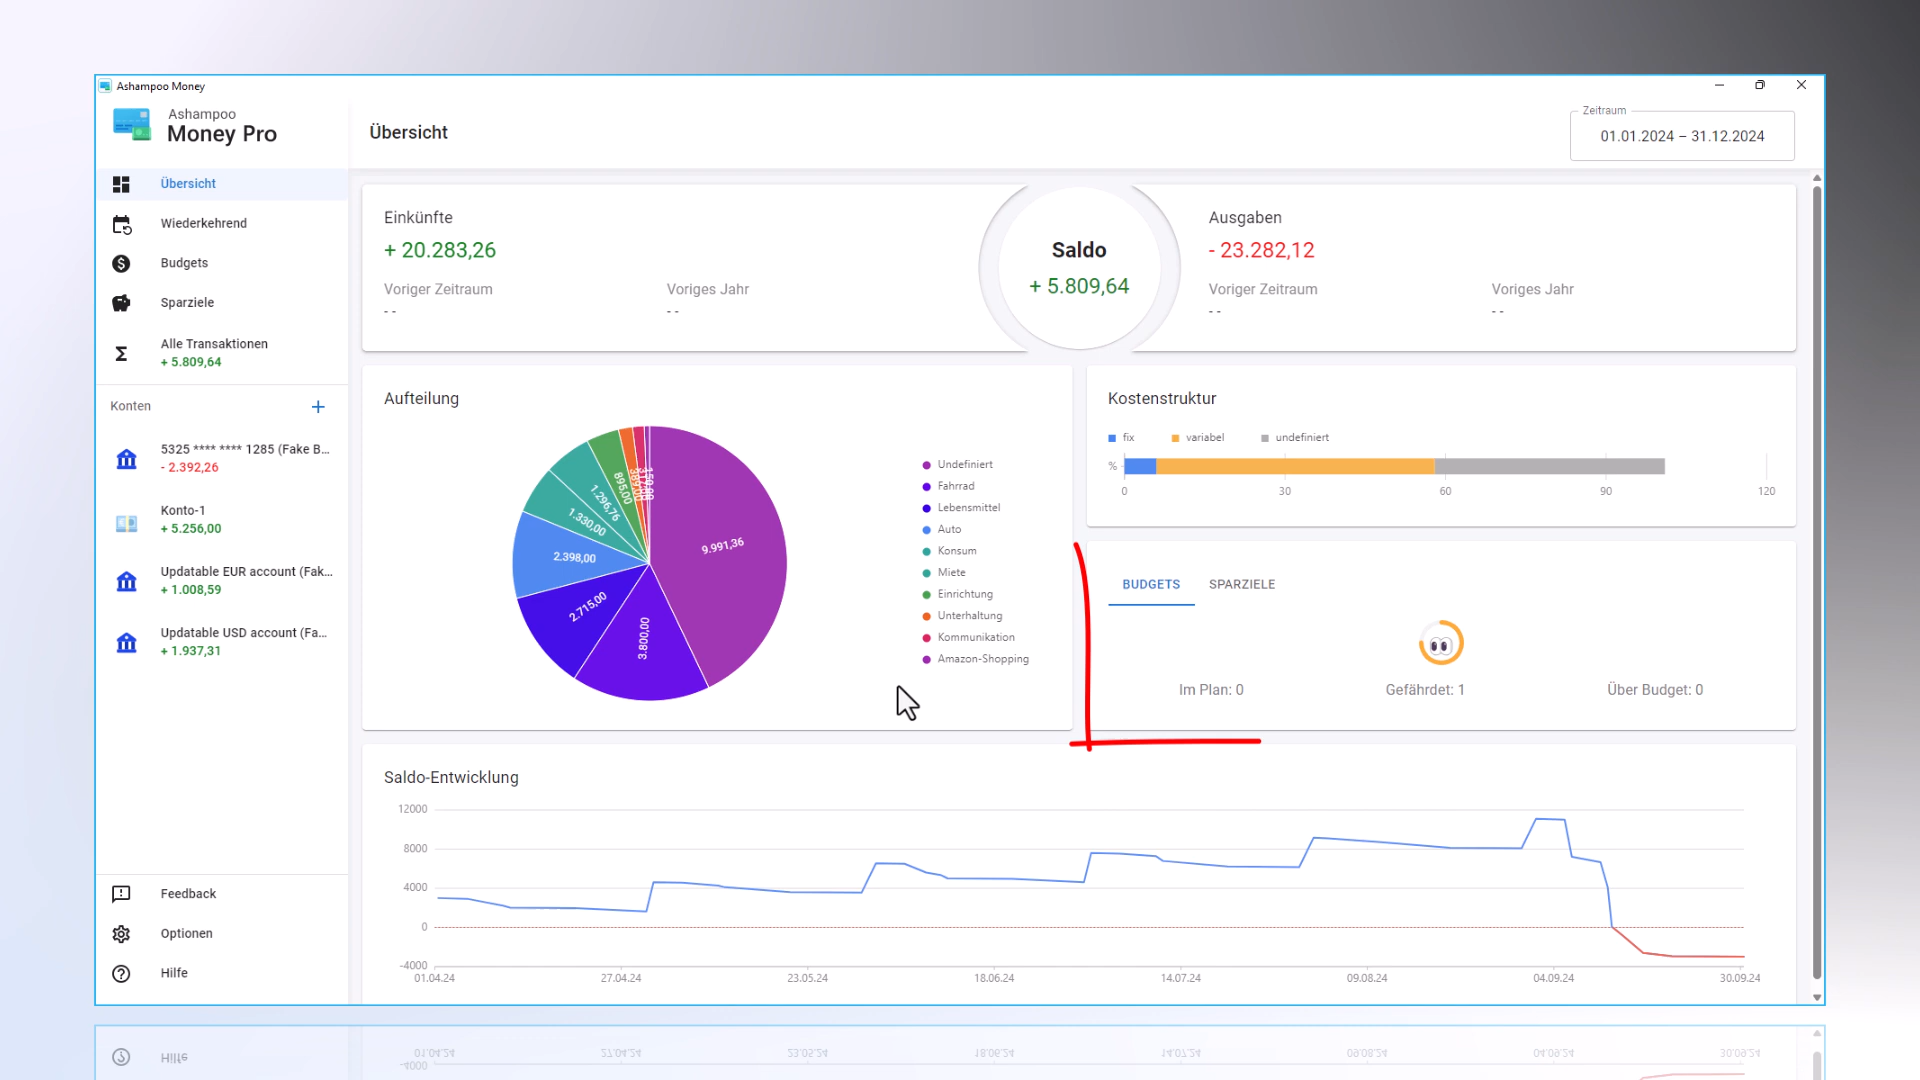 Ashampoo Money
Ashampoo
Money Pro
Übersicht
Zeitraum
01.01.2024 – 31.12.2024
Übersicht
Wiederkehrend
Budgets
Sparziele
Alle Transaktionen
+ 5.809,64
Konten
5325 **** **** 1285 (Fake B...
- 2.392,26
Konto-1
+ 5.256,00
Updatable EUR account (Fak...
+ 1.008,59
Updatable USD account (Fa...
+ 1.937,31
Feedback
Optionen
Hilfe
Einkünfte
+ 20.283,26
Voriger Zeitraum
Voriges Jahr
- -
- -
Saldo
+ 5.809,64
Ausgaben
- 23.282,12
Voriger Zeitraum
Voriges Jahr
- -
- -
Aufteilung
9.991,36
3.800,00
2.715,00
2.398,00
1.330,00
1.296,76
895,00
Undefiniert
Fahrrad
Lebensmittel
Auto
Konsum
Miete
Einrichtung
Unterhaltung
Kommunikation
Amazon-Shopping
Kostenstruktur
fix
variabel
undefiniert
%
0
30
60
90
120
BUDGETS
SPARZIELE
Im Plan: 0
Gefährdet: 1
Über Budget: 0
Saldo-Entwicklung
12000
8000
4000
0
-4000
01.04.24
27.04.24
23.05.24
18.06.24
14.07.24
09.08.24
04.09.24
30.09.24